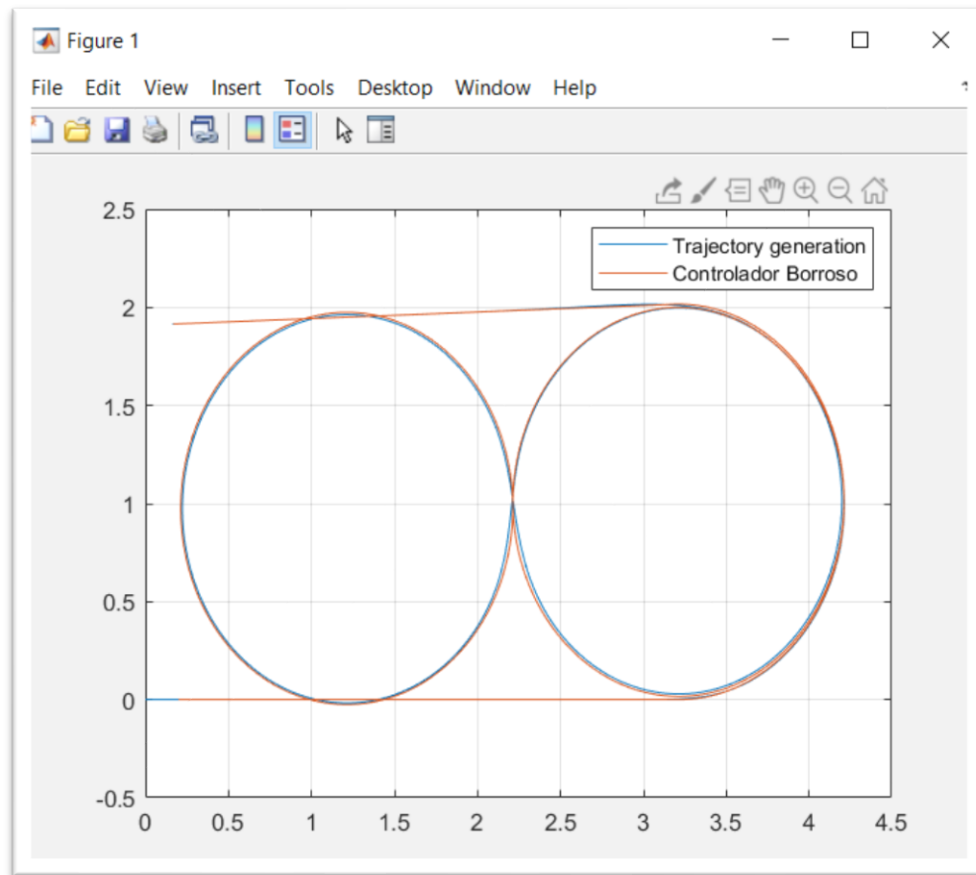 Figure 1
File Edit View Insert Tools Desktop Window Help
2.5
Trajectory generation
Controlador Borroso
2
1.5
1
0.5
0
-0.5
0 0.5 1 1.5 2 2.5 3 3.5 4 4.5